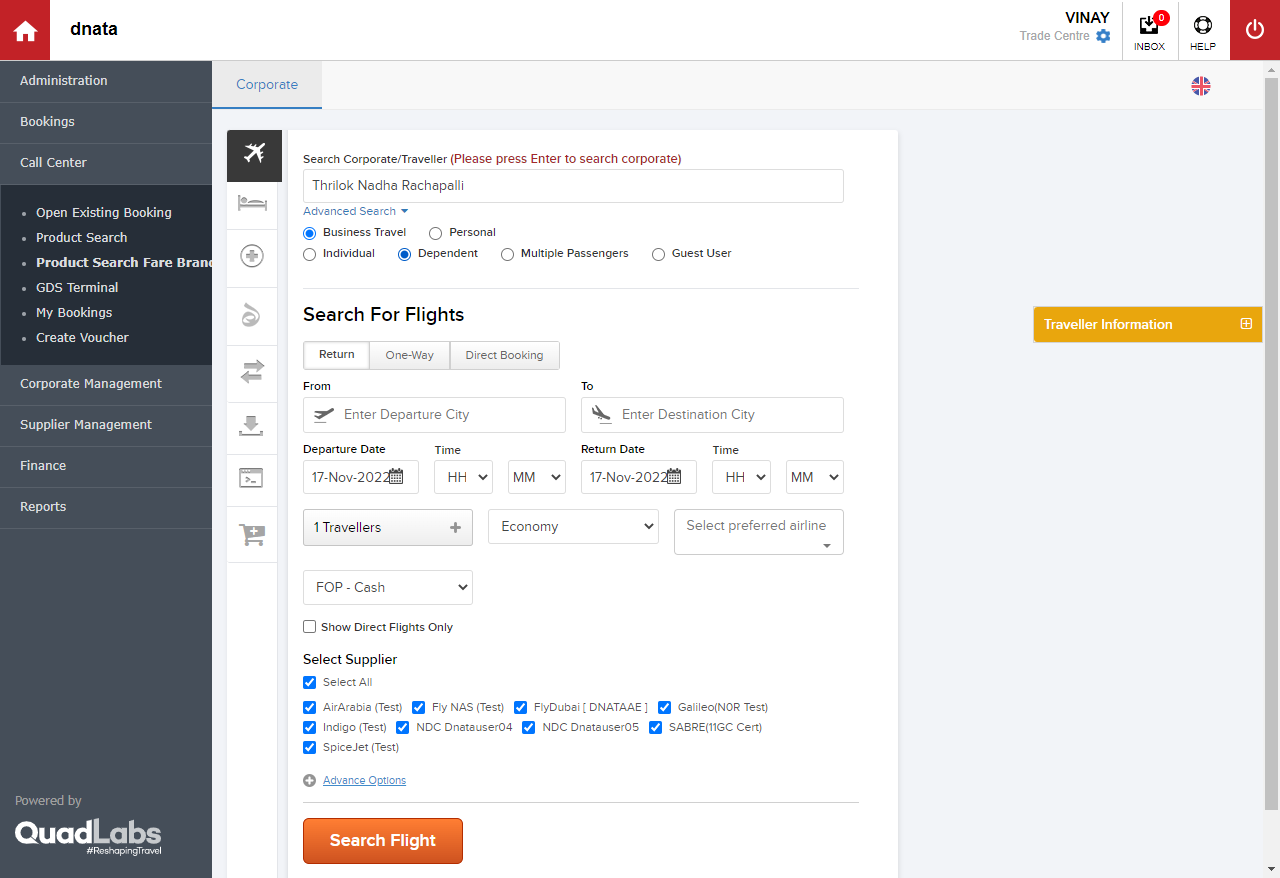 dnata
VINAY
Trade Centre
0
INBOX
HELP
Administration
Bookings
Call Center
Open Existing Booking
Product Search
Product Search Fare Bran
GDS Terminal
My Bookings
Create Voucher
Corporate Management
Supplier Management
Finance
Reports
Powered by
QuadLabs
#ReshapingTravel
Corporate
Search Corporate/Traveller (Please press Enter to search corporate)
Thrilok Nadha Rachapalli
Advanced Search
Business Travel Personal
Individual Dependent Multiple Passengers Guest User
Search For Flights
Return One-Way Direct Booking
From To
Enter Departure City Enter Destination City
Departure Date Time Return Date Time
17-Nov-2022 HH MM 17-Nov-2022 HH MM
1 Travellers Economy Select preferred airline
FOP - Cash
Show Direct Flights Only
Select Supplier
Select All
AirArabia (Test) Fly NAS (Test) FlyDubai [ DNATAAE ] Galileo(N0R Test)
Indigo (Test) NDC Dnatauser04 NDC Dnatauser05 SABRE(11GC Cert)
SpiceJet (Test)
Advance Options
Search Flight
Traveller Information